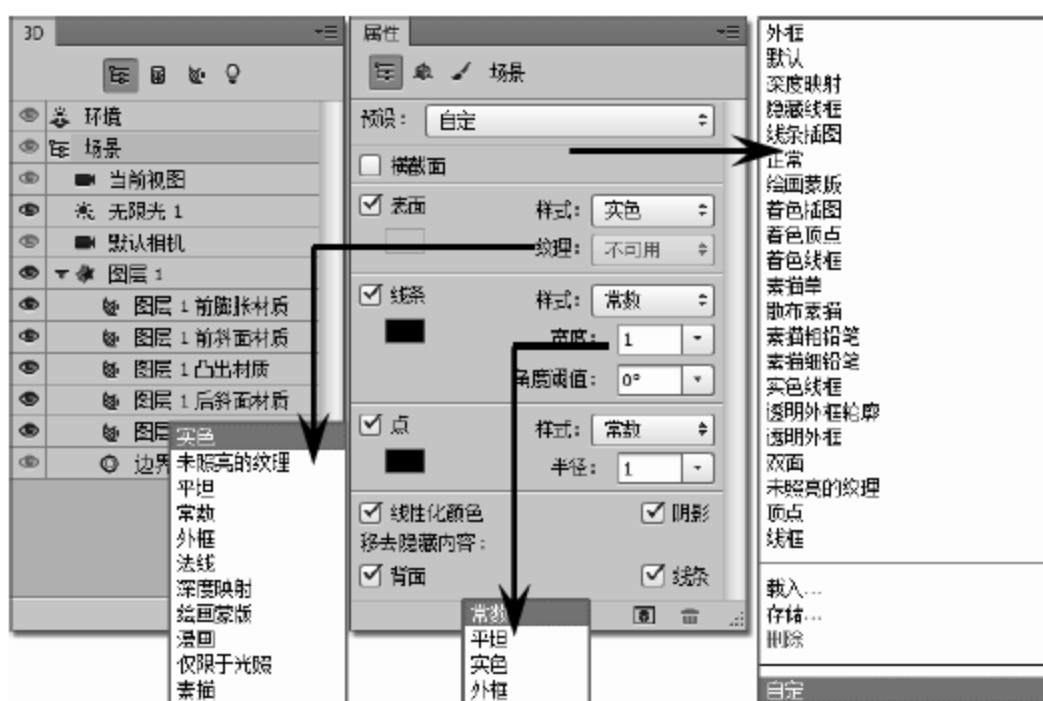 3D
环境
场景
当前视图
无限光 1
默认相机
图层 1
图层 1 前膨胀材质
图层 1 前斜面材质
图层 1 凸出材质
图层 1 后斜面材质
图层
边界
实色
未照亮的纹理
平坦
常数
外框
法线
深度映射
绘画蒙版
漫画
仅限于光照
素描
属性
场景
预设: 自定
横截面
表面 样式: 实色
纹理: 不可用
线条 样式: 常数
宽度: 1
角度阈值: 0°
点 样式: 常数
半径: 1
线性化颜色 阴影
移去隐藏内容:
背面 线条
常数
平坦
实色
外框
外框
默认
深度映射
隐藏线框
线条插图
正常
绘画蒙版
着色插图
着色顶点
着色线框
素描草
散布素描
素描粗铅笔
素描细铅笔
实色线框
透明外框轮廓
透明外框
双面
未照亮的纹理
顶点
线框
载入...
存储...
删除
自定